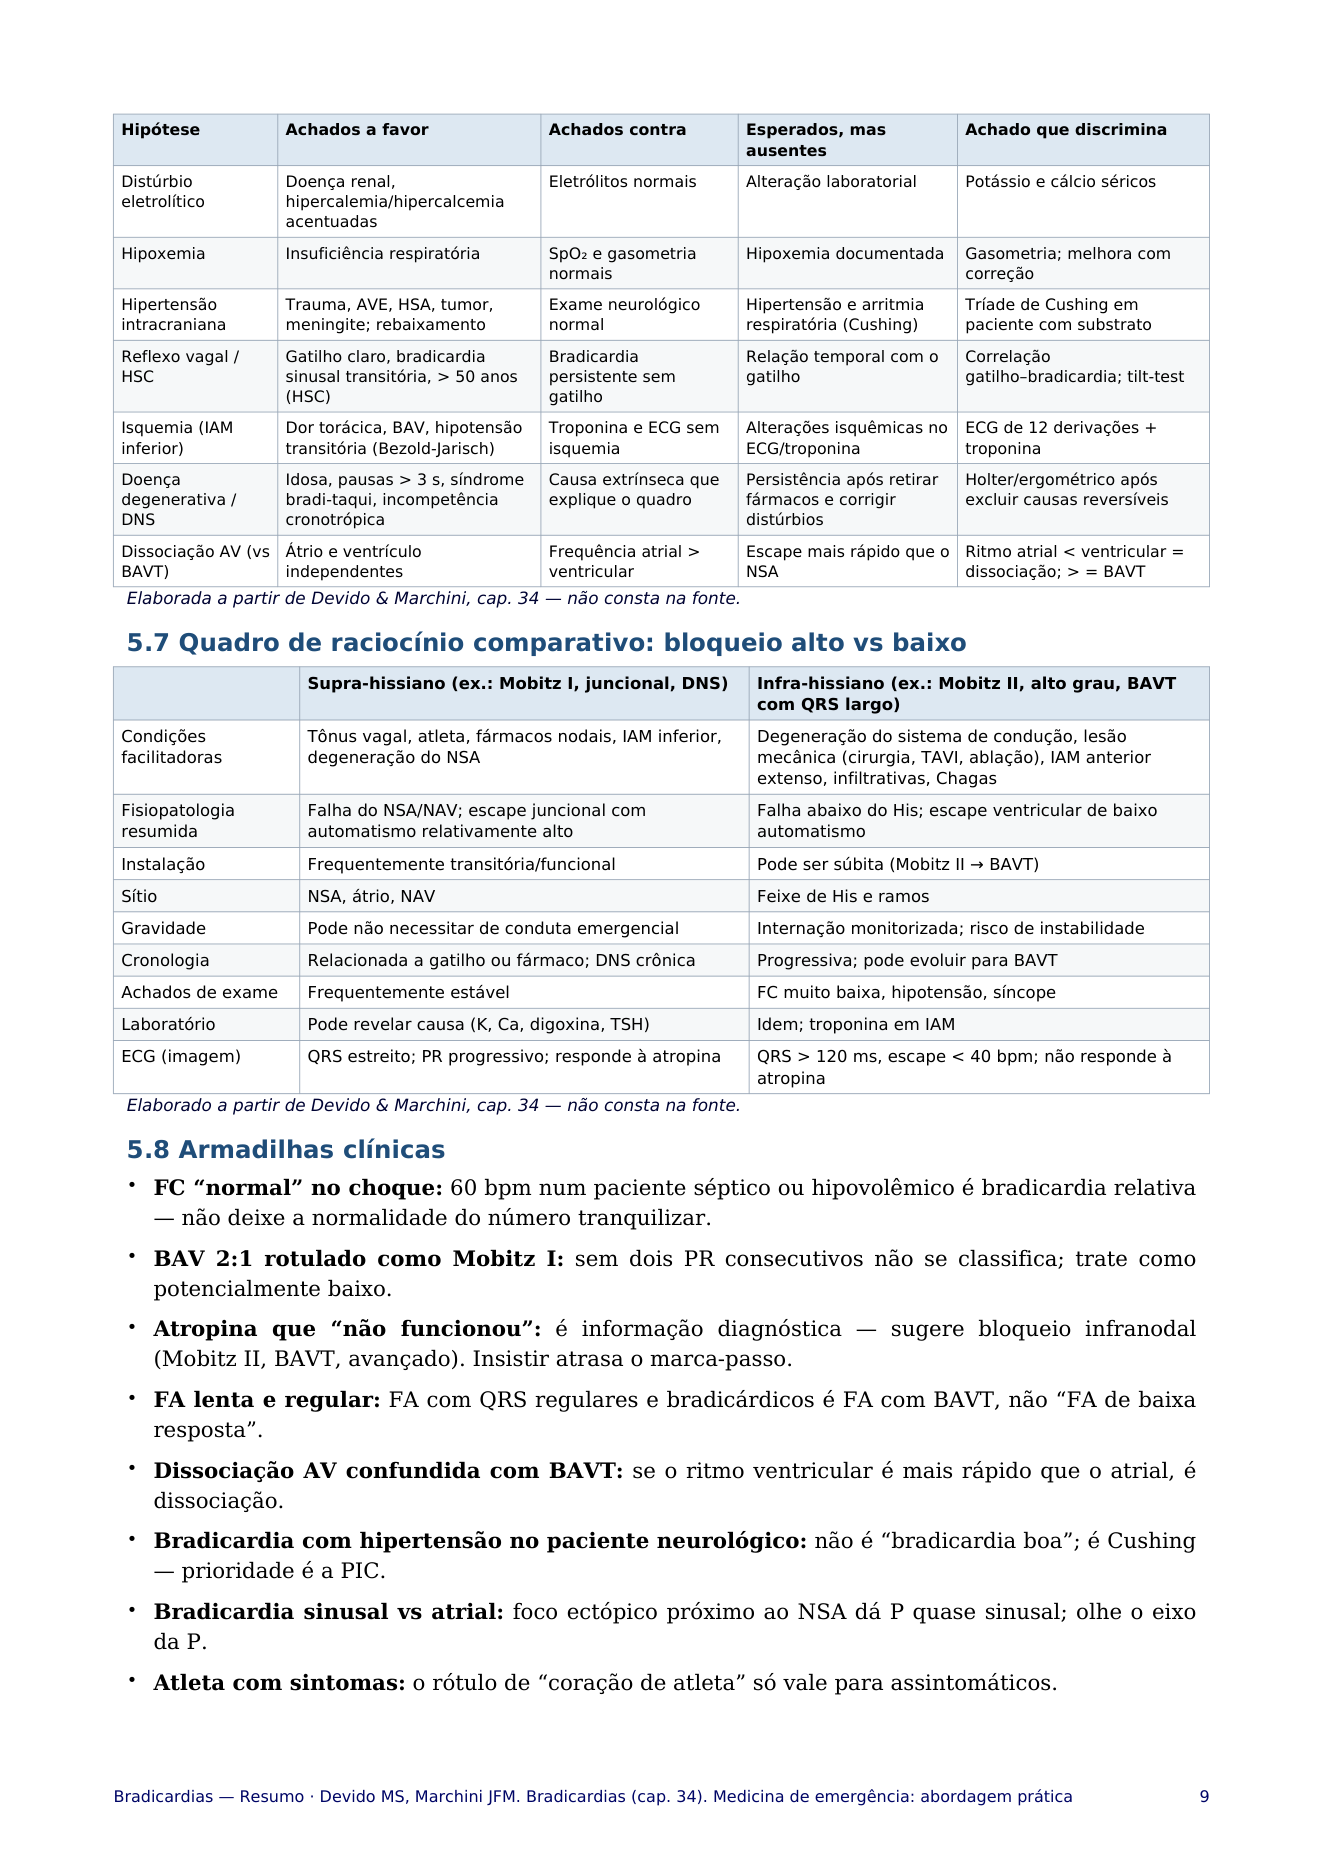 Hipótese
Achados a favor
Achados contra
Esperados, mas
ausentes
Achado que discrimina
Distúrbio
eletrolítico
Doença renal,
hipercalemia/hipercalcemia
acentuadas
Eletrólitos normais
Alteração laboratorial
Potássio e cálcio séricos
Hipoxemia
Insuficiência respiratória
SpO₂ e gasometria
normais
Hipoxemia documentada
Gasometria; melhora com
correção
Hipertensão
intracraniana
Trauma, AVE, HSA, tumor,
meningite; rebaixamento
Exame neurológico
normal
Hipertensão e arritmia
respiratória (Cushing)
Tríade de Cushing em
paciente com substrato
Reflexo vagal /
HSC
Gatilho claro, bradicardia
sinusal transitória, > 50 anos
(HSC)
Bradicardia
persistente sem
gatilho
Relação temporal com o
gatilho
Correlação
gatilho–bradicardia; tilt-test
Isquemia (IAM
inferior)
Dor torácica, BAV, hipotensão
transitória (Bezold-Jarisch)
Troponina e ECG sem
isquemia
Alterações isquêmicas no
ECG/troponina
ECG de 12 derivações +
troponina
Doença
degenerativa /
DNS
Idosa, pausas > 3 s, síndrome
bradi-taqui, incompetência
cronotrópica
Causa extrínseca que
explique o quadro
Persistência após retirar
fármacos e corrigir
distúrbios
Holter/ergométrico após
excluir causas reversíveis
Dissociação AV (vs
BAVT)
Átrio e ventrículo
independentes
Frequência atrial >
ventricular
Escape mais rápido que o
NSA
Ritmo atrial < ventricular =
dissociação; > = BAVT
Elaborada a partir de Devido & Marchini, cap. 34 — não consta na fonte.
5.7 Quadro de raciocínio comparativo: bloqueio alto vs baixo
Supra-hissiano (ex.: Mobitz I, juncional, DNS)
Infra-hissiano (ex.: Mobitz II, alto grau, BAVT
com QRS largo)
Condições
facilitadoras
Tônus vagal, atleta, fármacos nodais, IAM inferior,
degeneração do NSA
Degeneração do sistema de condução, lesão
mecânica (cirurgia, TAVI, ablação), IAM anterior
extenso, infiltrativas, Chagas
Fisiopatologia
resumida
Falha do NSA/NAV; escape juncional com
automatismo relativamente alto
Falha abaixo do His; escape ventricular de baixo
automatismo
Instalação
Frequentemente transitória/funcional
Pode ser súbita (Mobitz II → BAVT)
Sítio
NSA, átrio, NAV
Feixe de His e ramos
Gravidade
Pode não necessitar de conduta emergencial
Internação monitorizada; risco de instabilidade
Cronologia
Relacionada a gatilho ou fármaco; DNS crônica
Progressiva; pode evoluir para BAVT
Achados de exame
Frequentemente estável
FC muito baixa, hipotensão, síncope
Laboratório
Pode revelar causa (K, Ca, digoxina, TSH)
Idem; troponina em IAM
ECG (imagem)
QRS estreito; PR progressivo; responde à atropina
QRS > 120 ms, escape < 40 bpm; não responde à
atropina
Elaborado a partir de Devido & Marchini, cap. 34 — não consta na fonte.
5.8 Armadilhas clínicas
• FC “normal” no choque: 60 bpm num paciente séptico ou hipovolêmico é bradicardia relativa
— não deixe a normalidade do número tranquilizar.
• BAV 2:1 rotulado como Mobitz I: sem dois PR consecutivos não se classifica; trate como
potencialmente baixo.
• Atropina que “não funcionou”: é informação diagnóstica — sugere bloqueio infranodal
(Mobitz II, BAVT, avançado). Insistir atrasa o marca-passo.
• FA lenta e regular: FA com QRS regulares e bradicárdicos é FA com BAVT, não “FA de baixa
resposta”.
• Dissociação AV confundida com BAVT: se o ritmo ventricular é mais rápido que o atrial, é
dissociação.
• Bradicardia com hipertensão no paciente neurológico: não é “bradicardia boa”; é Cushing
— prioridade é a PIC.
• Bradicardia sinusal vs atrial: foco ectópico próximo ao NSA dá P quase sinusal; olhe o eixo
da P.
• Atleta com sintomas: o rótulo de “coração de atleta” só vale para assintomáticos.
Bradicardias — Resumo · Devido MS, Marchini JFM. Bradicardias (cap. 34). Medicina de emergência: abordagem prática
9